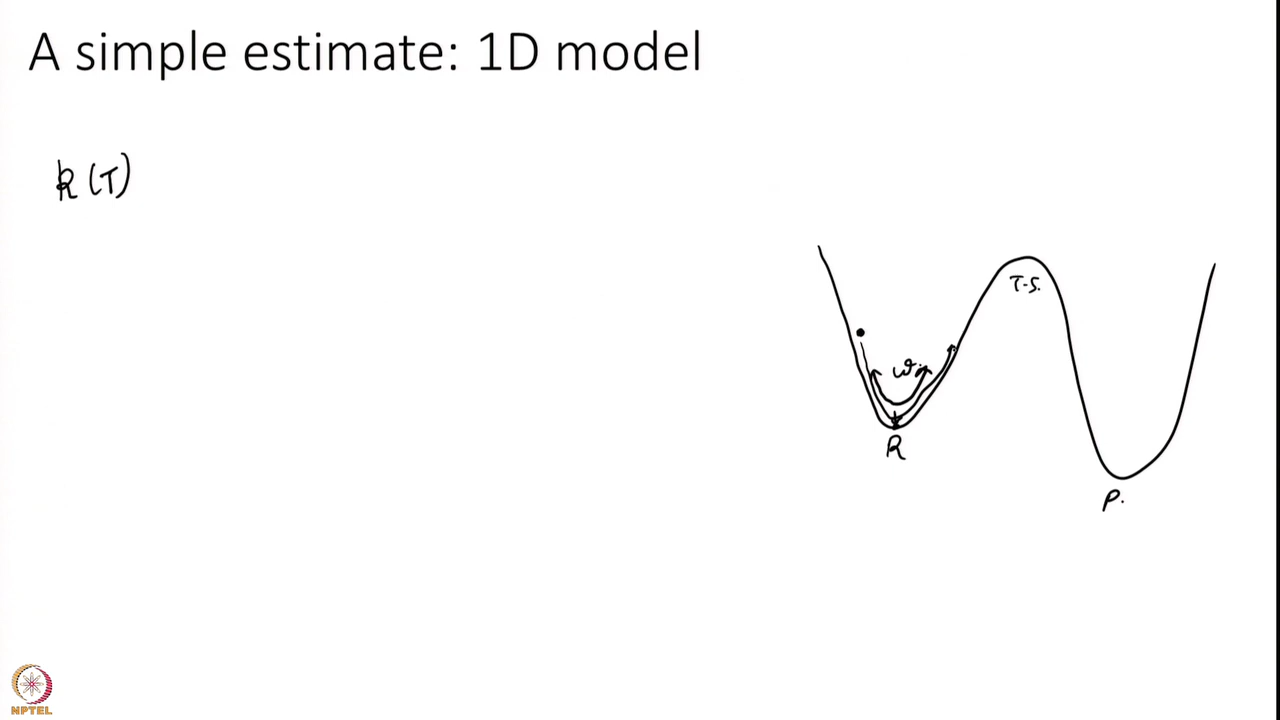 A simple estimate: 1D model
k(T)
T.S.
ω
R
P.
NPTEL